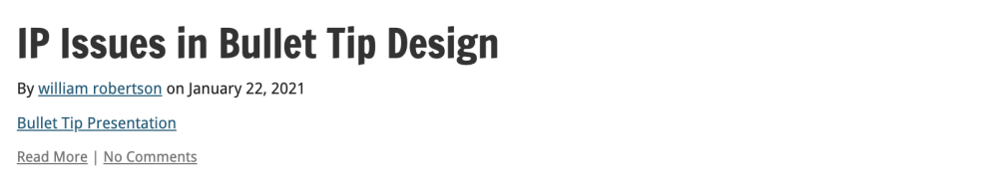 IP Issues in Bullet Tip Design
By william robertson on January 22, 2021
Bullet Tip Presentation
Read More | No Comments